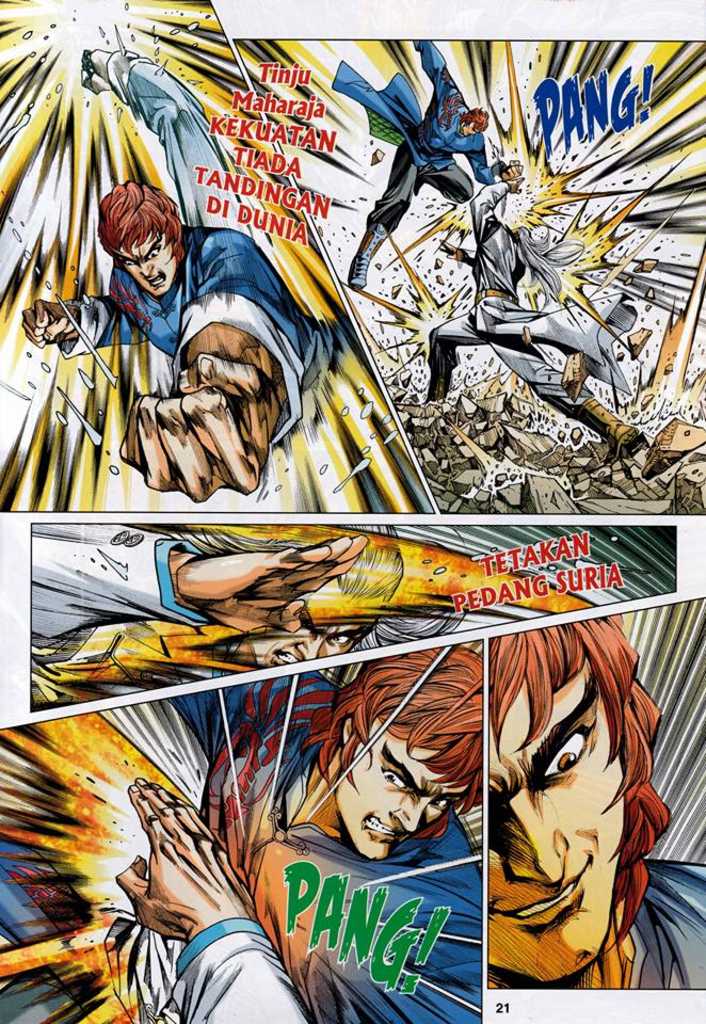 Tinju
Maharaja
KEKUATAN
TIADA
TANDINGAN
DI DUNIA
PANG!
TETAKAN
PEDANG SURIA
PANG!
21